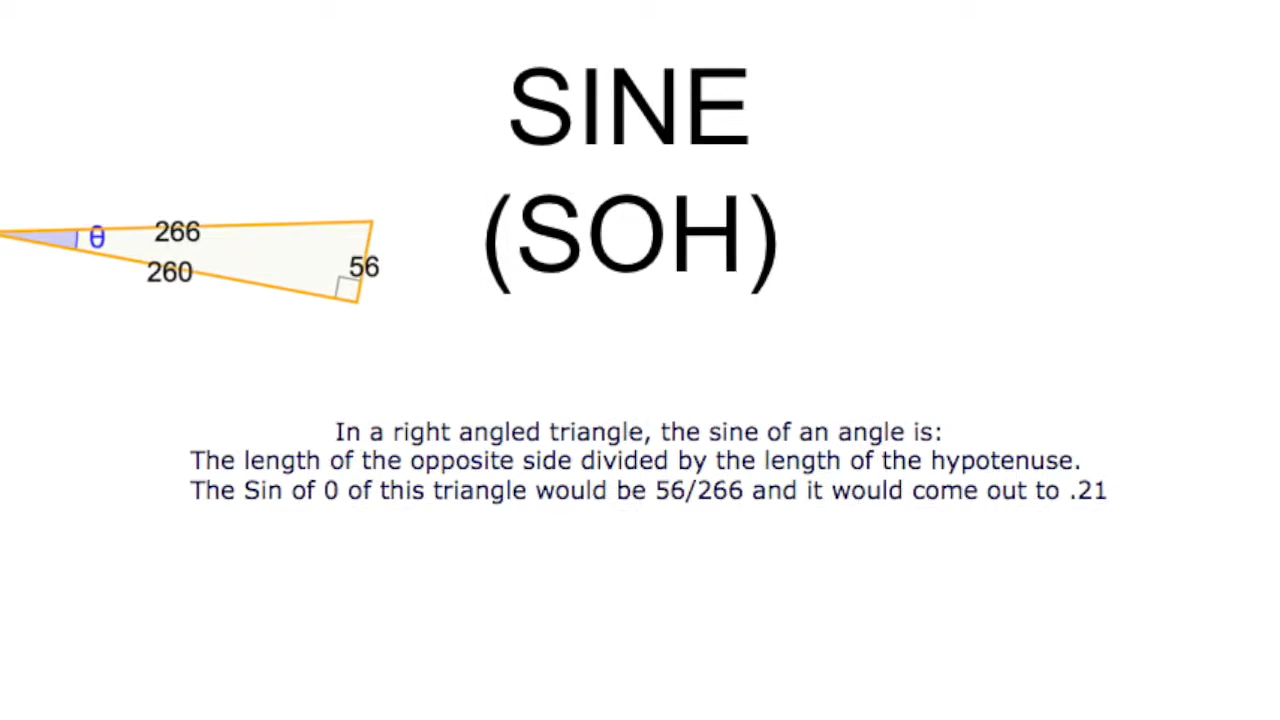 SINE
(SOH)
θ
266
260
56
In a right angled triangle, the sine of an angle is:
The length of the opposite side divided by the length of the hypotenuse.
The Sin of 0 of this triangle would be 56/266 and it would come out to .21